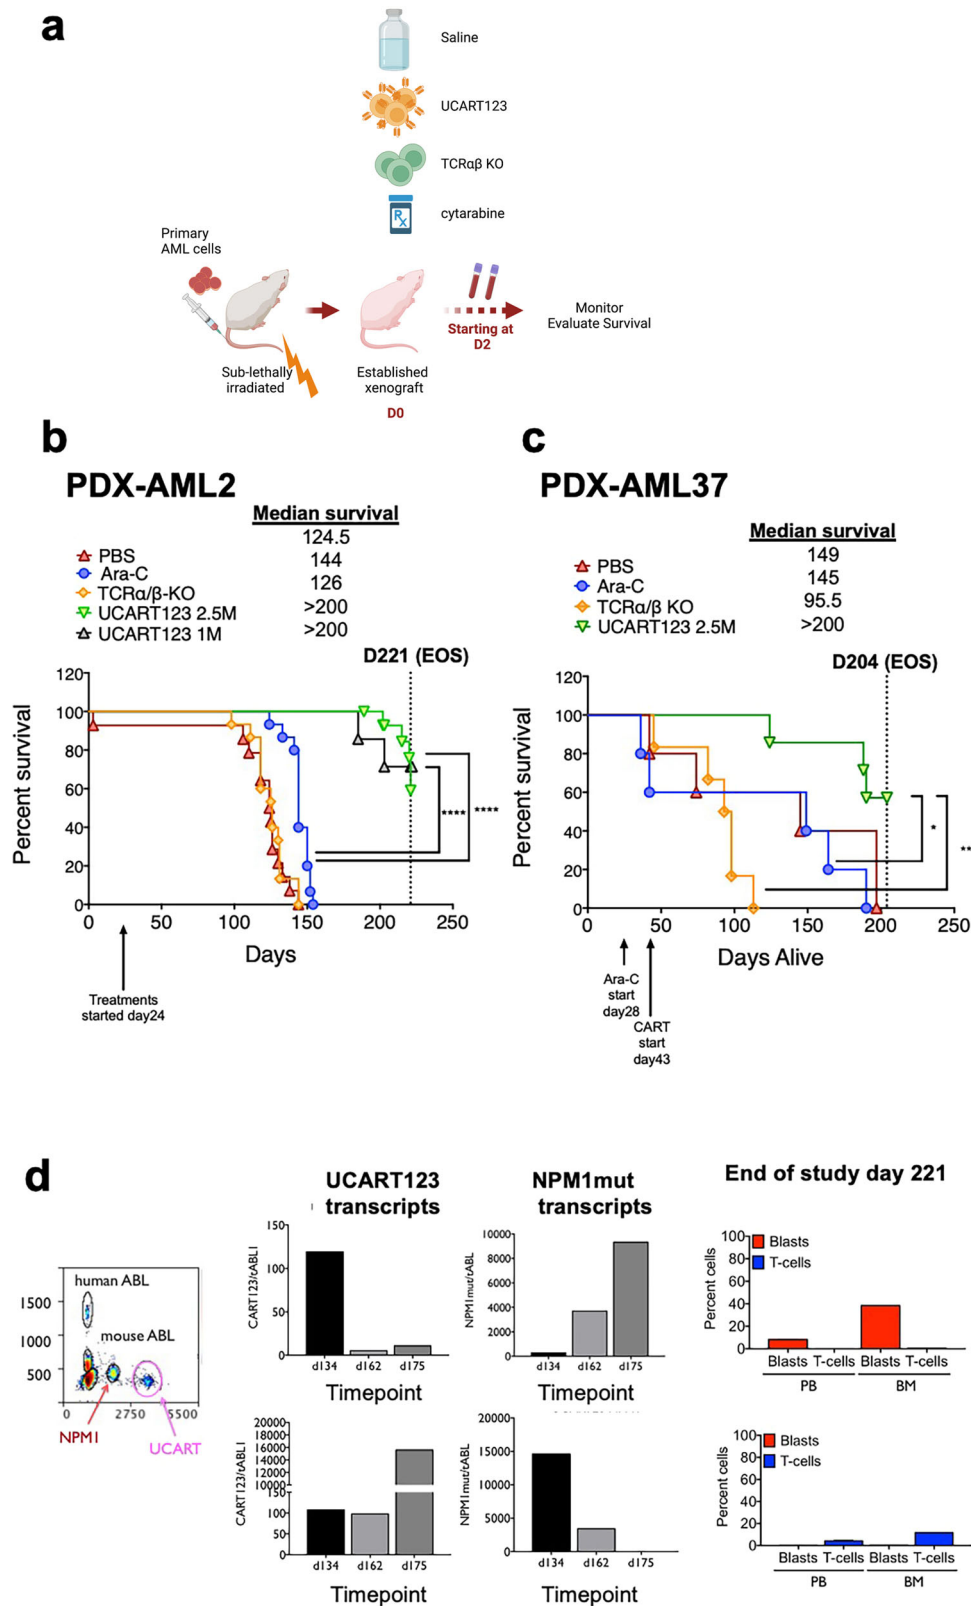 a
Saline
UCART123
TCRαβ KO
cytarabine
Primary
AML cells
Sub-lethally
irradiated
Established
xenograft
D0
Starting at
D2
Monitor
Evaluate Survival
b
PDX-AML2
Median survival
PBS 124.5
Ara-C 144
TCRα/β-KO 126
UCART123 2.5M >200
UCART123 1M >200
D221 (EOS)
Percent survival
120
100
80
60
40
20
0
0 50 100 150 200 250
Days
**** ****
Treatments
started day24
c
PDX-AML37
Median survival
PBS 149
Ara-C 145
TCRα/β KO 95.5
UCART123 2.5M >200
D204 (EOS)
Percent survival
120
100
80
60
40
20
0
0 50 100 150 200 250
Days Alive
* **
Ara-C
start
day28
CART
start
day43
d
human ABL
mouse ABL
1500
1000
500
0 2750 5500
NPM1
UCART
UCART123
transcripts
CART123/tABL1
150
100
50
0
d134 d162 d175
Timepoint
NPM1mut
transcripts
NPM1mut/tABL
10000
8000
6000
4000
2000
0
d134 d162 d175
Timepoint
End of study day 221
Percent cells
100
80
60
40
20
0
Blasts
T-cells
Blasts T-cells Blasts T-cells
PB BM
CART123/tABL1
20000
18000
16000
14000
12000
10000
150
100
50
0
d134 d162 d175
Timepoint
NPM1mut/tABL
20000
15000
10000
5000
0
d134 d162 d175
Timepoint
Percent cells
100
80
60
40
20
0
Blasts
T-cells
Blasts T-cells Blasts T-cells
PB BM